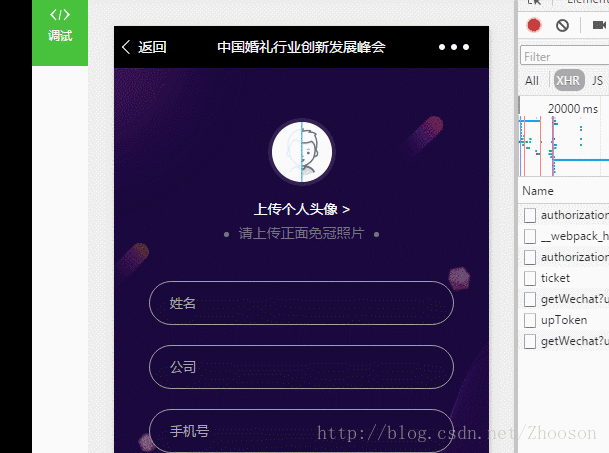 调试
返回 中国婚礼行业创新发展峰会
上传个人头像 >
请上传正面免冠照片
姓名
公司
手机号
Filter
All XHR JS
20000 ms
Name
authorization
__webpack_h
authorization
ticket
getWechat?u
upToken
getWechat?u
http://blog.csdn.net/Zhooson